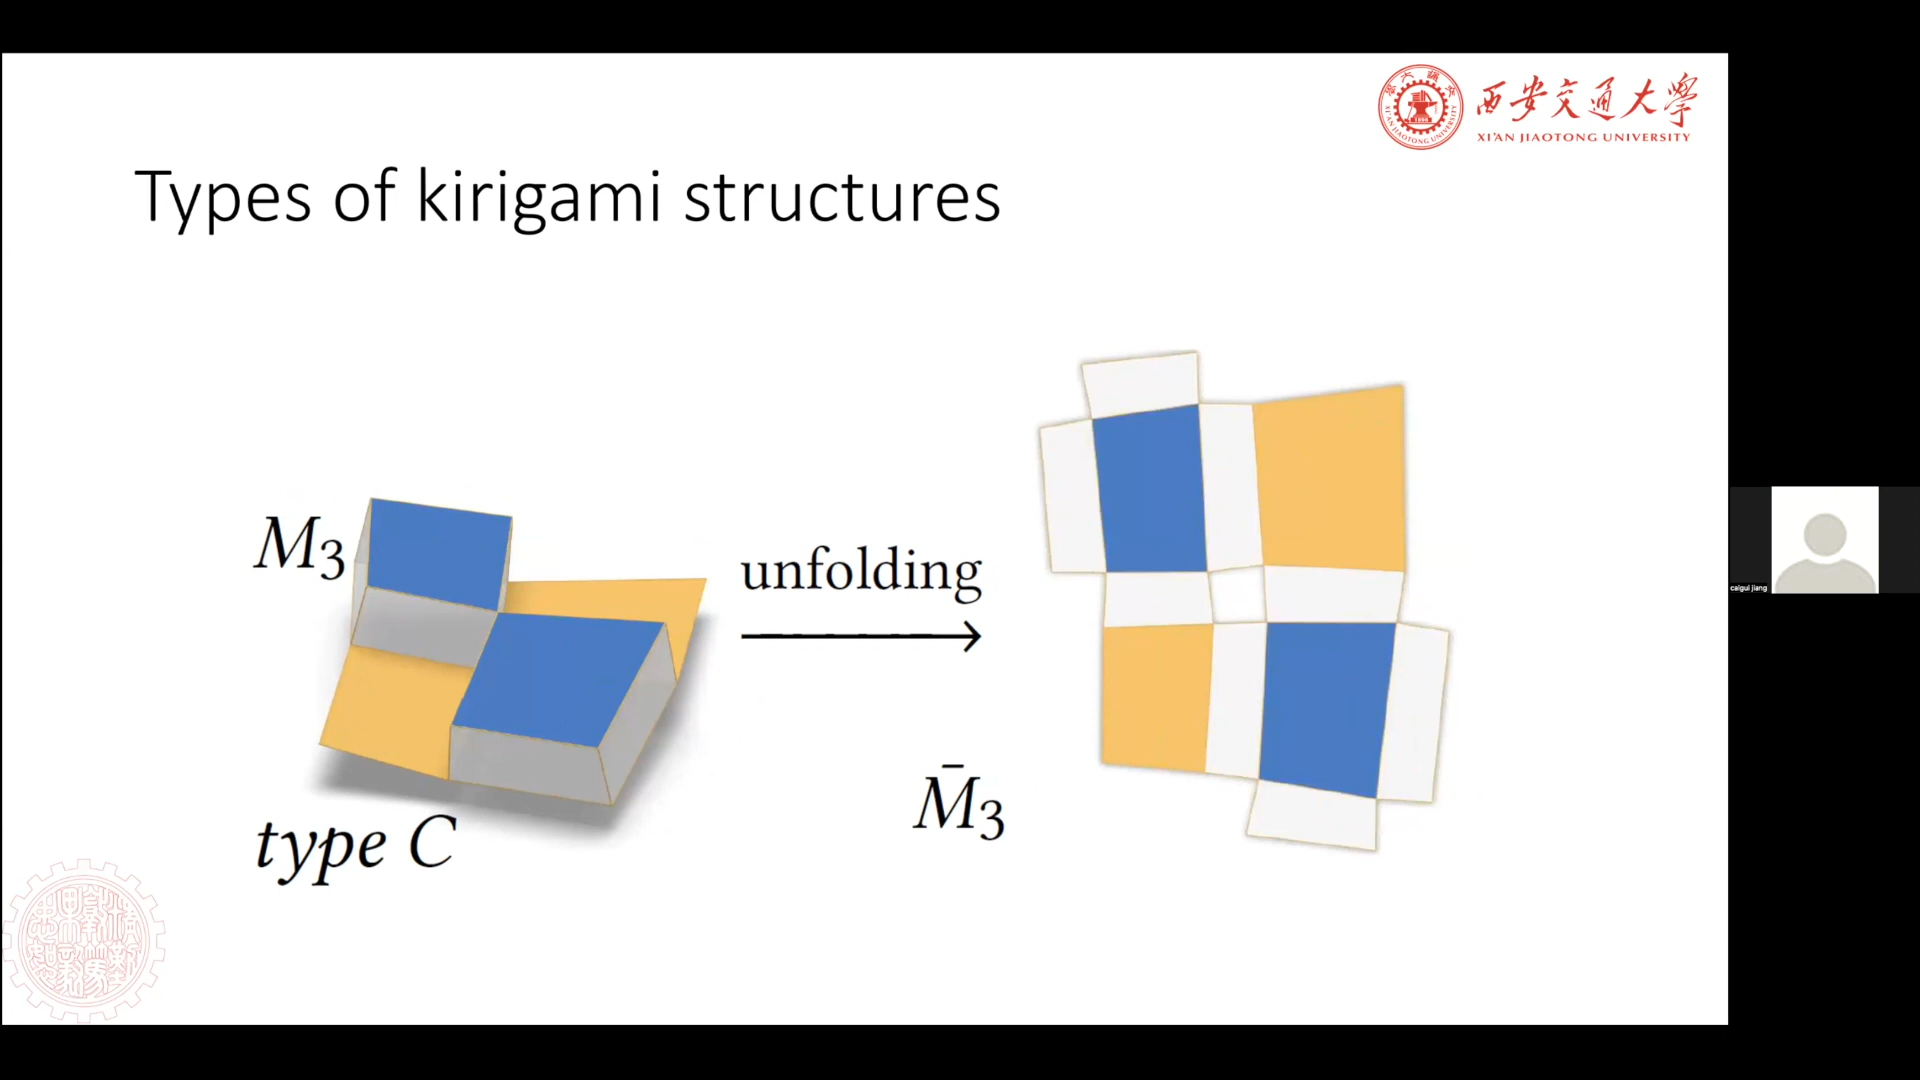 西安交通大学
XI'AN JIAOTONG UNIVERSITY
Types of kirigami structures
M3
unfolding
M̄3
type C
caigui jiang